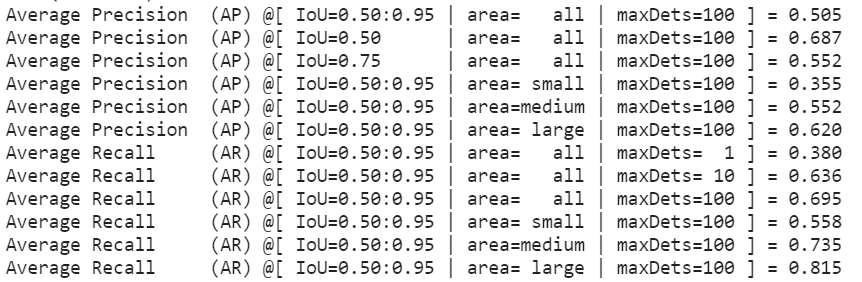 Average Precision  (AP) @[ IoU=0.50:0.95 | area=   all | maxDets=100 ] = 0.505
Average Precision  (AP) @[ IoU=0.50      | area=   all | maxDets=100 ] = 0.687
Average Precision  (AP) @[ IoU=0.75      | area=   all | maxDets=100 ] = 0.552
Average Precision  (AP) @[ IoU=0.50:0.95 | area= small | maxDets=100 ] = 0.355
Average Precision  (AP) @[ IoU=0.50:0.95 | area=medium | maxDets=100 ] = 0.552
Average Precision  (AP) @[ IoU=0.50:0.95 | area= large | maxDets=100 ] = 0.620
Average Recall     (AR) @[ IoU=0.50:0.95 | area=   all | maxDets=  1 ] = 0.380
Average Recall     (AR) @[ IoU=0.50:0.95 | area=   all | maxDets= 10 ] = 0.636
Average Recall     (AR) @[ IoU=0.50:0.95 | area=   all | maxDets=100 ] = 0.695
Average Recall     (AR) @[ IoU=0.50:0.95 | area= small | maxDets=100 ] = 0.558
Average Recall     (AR) @[ IoU=0.50:0.95 | area=medium | maxDets=100 ] = 0.735
Average Recall     (AR) @[ IoU=0.50:0.95 | area= large | maxDets=100 ] = 0.815